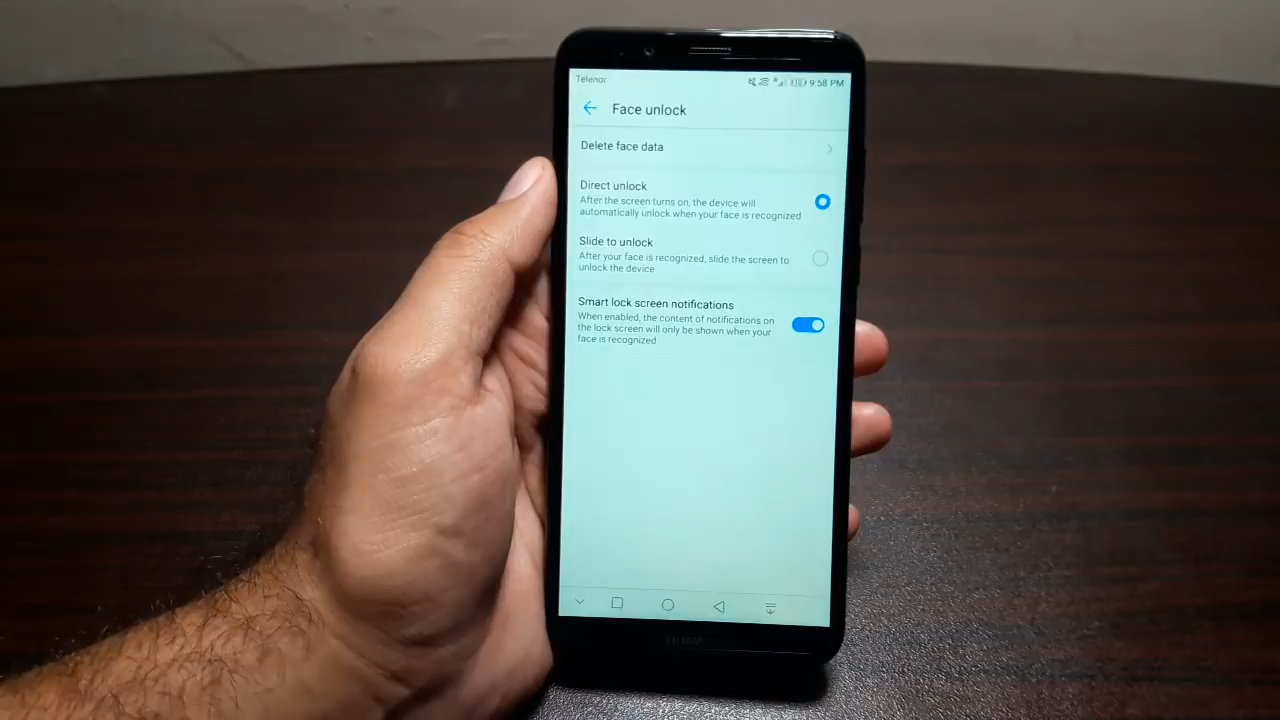 Telenor
9:58 PM
Face unlock
Delete face data
Direct unlock
After the screen turns on, the device will
automatically unlock when your face is recognized
Slide to unlock
After your face is recognized, slide the screen to
unlock the device
Smart lock screen notifications
When enabled, the content of notifications on
the lock screen will only be shown when your
face is recognized